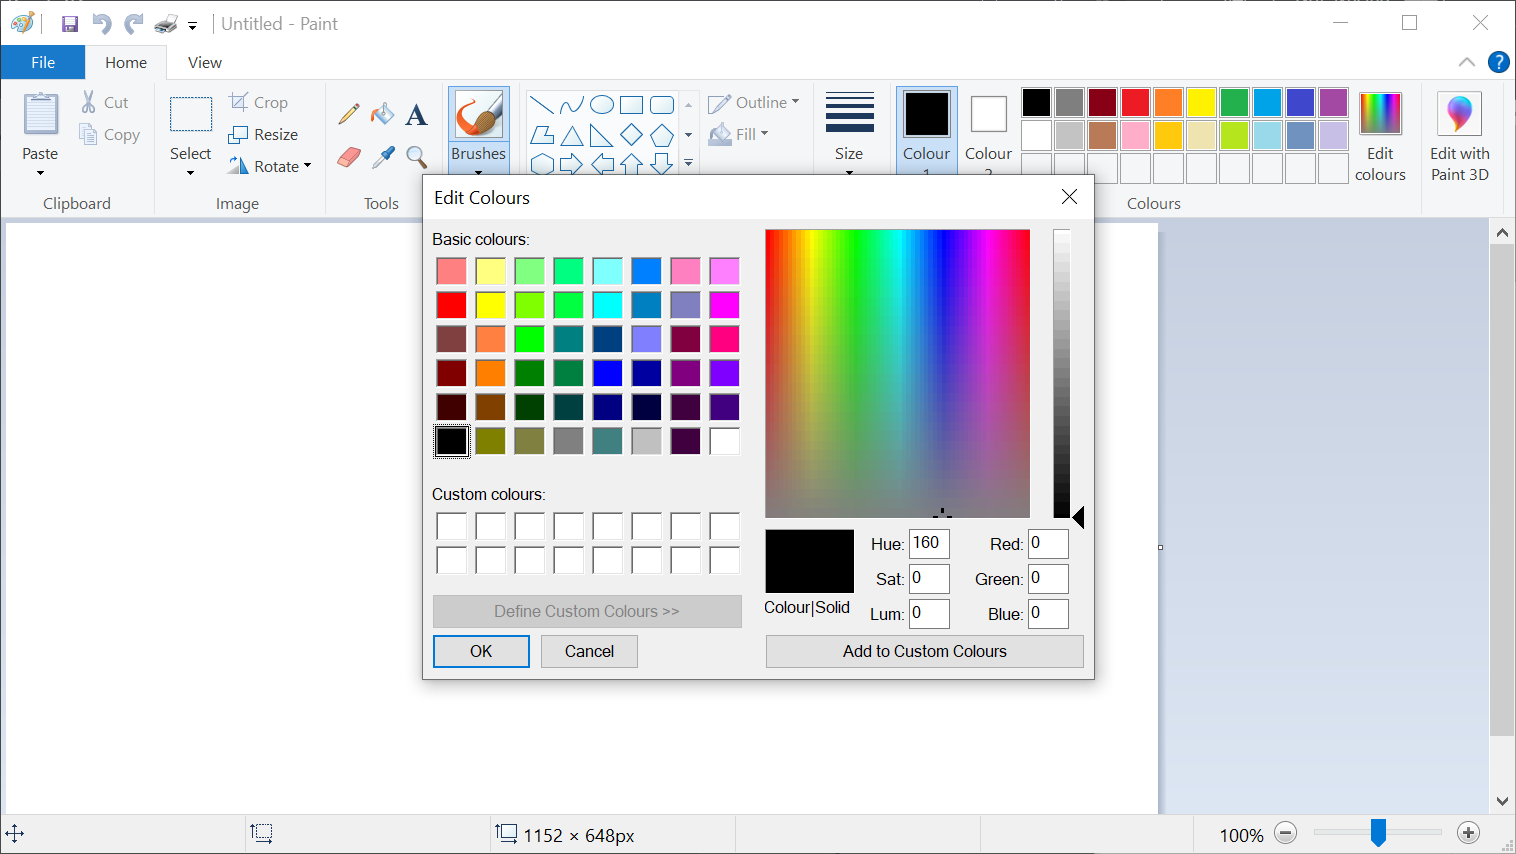 Untitled - Paint
File
Home
View
?
Paste
Cut
Copy
Clipboard
Select
Crop
Resize
Rotate
Image
A
Tools
Brushes
Outline
Fill
Size
Colour
Colour
Edit
colours
Edit with
Paint 3D
Colours
Edit Colours
Basic colours:
Custom colours:
Define Custom Colours >>
OK
Cancel
Colour|Solid
Hue: 160
Sat: 0
Lum: 0
Red: 0
Green: 0
Blue: 0
Add to Custom Colours
1152 × 648px
100%